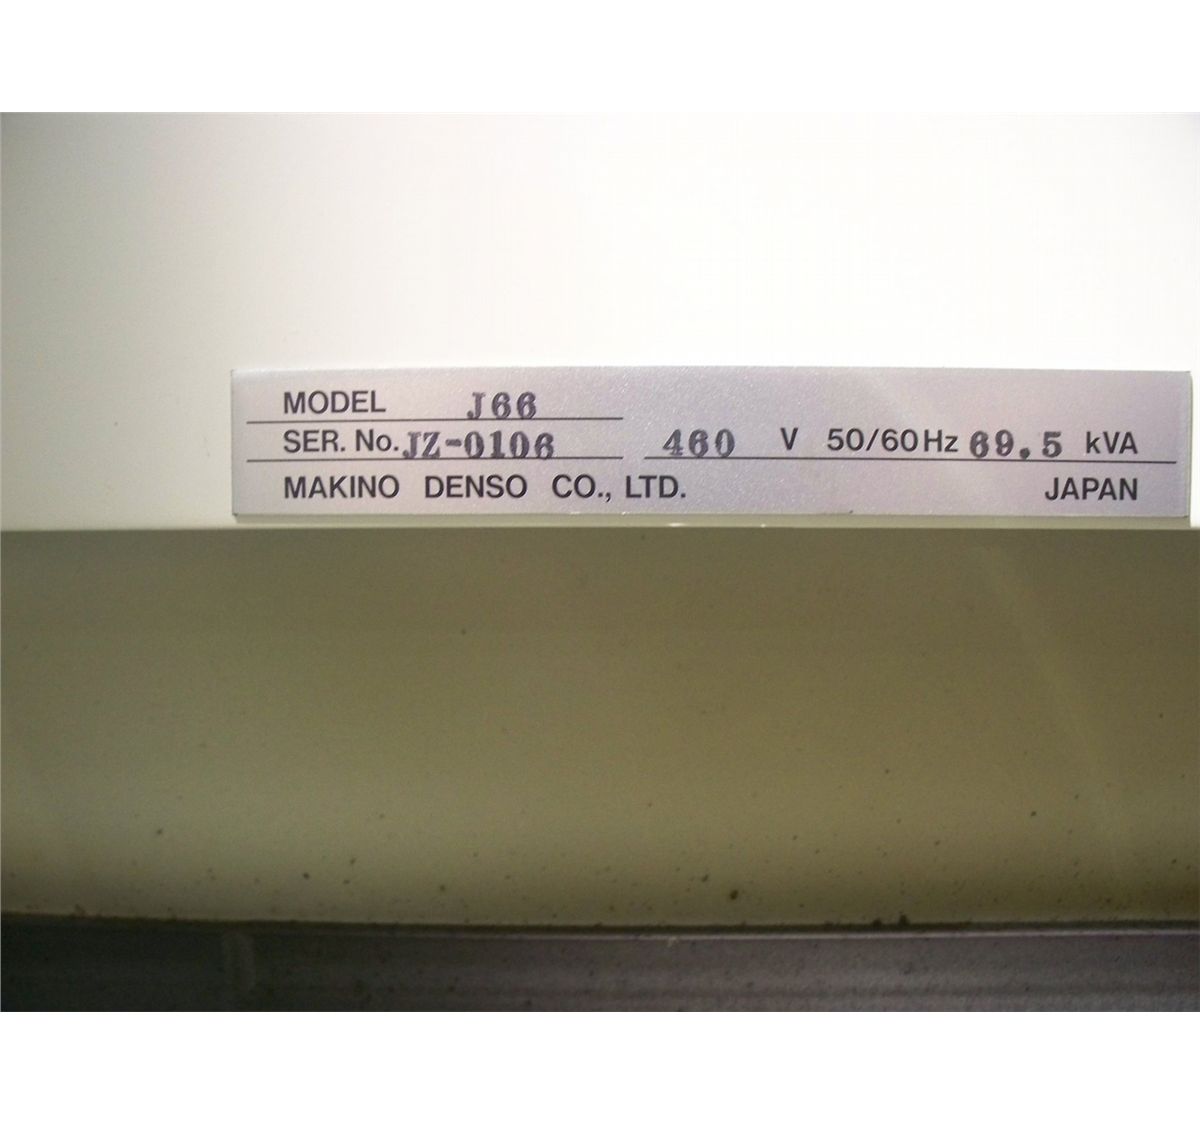 MODEL J66
SER. No. JZ-0106 460 V 50/60Hz 69.5 kVA
MAKINO DENSO CO., LTD. JAPAN